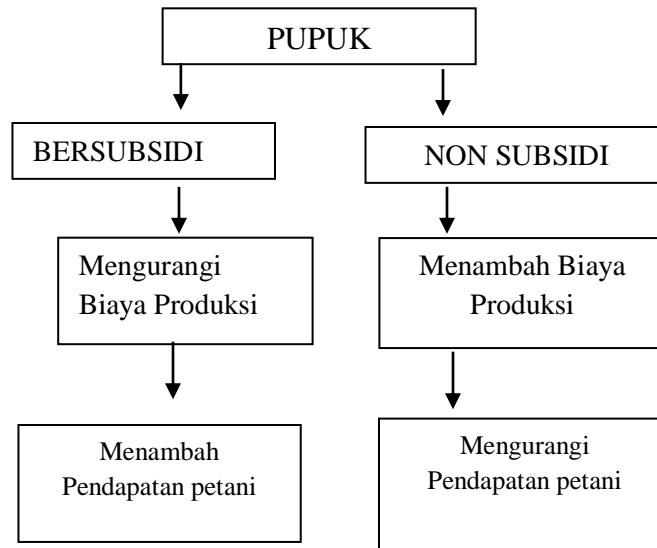 PUPUK
BERSUBSIDI
NON SUBSIDI
Mengurangi
Biaya Produksi
Menambah Biaya
Produksi
Menambah
Pendapatan petani
Mengurangi
Pendapatan petani